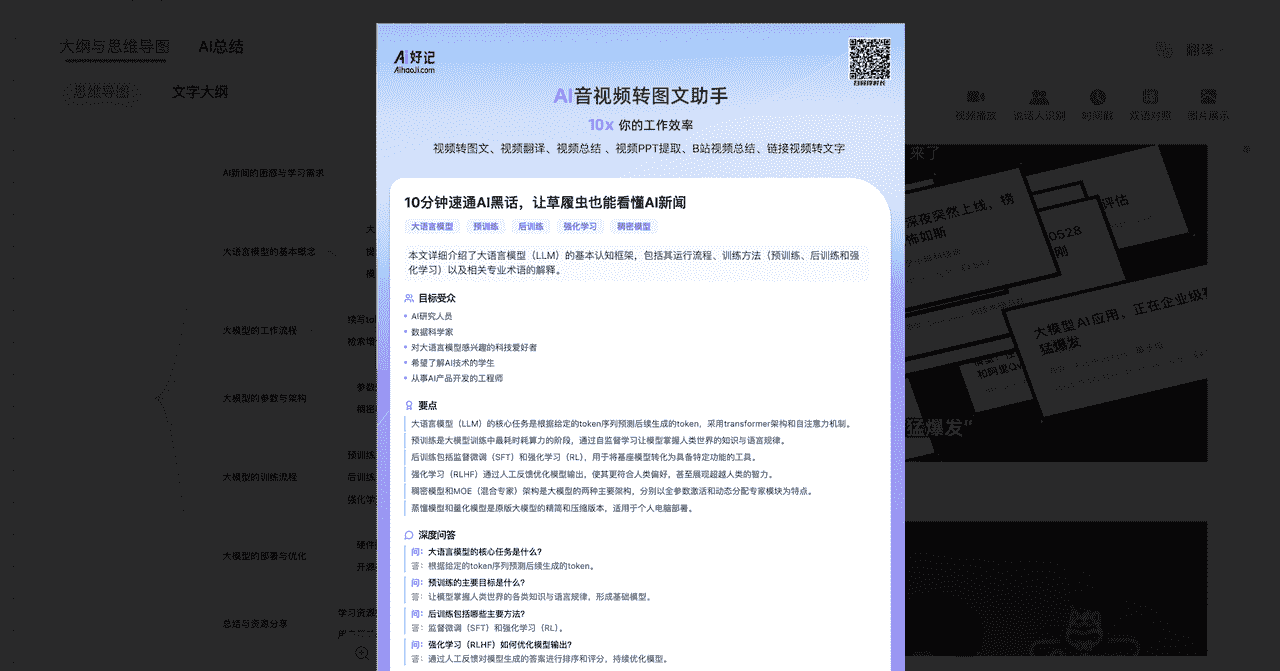 大纲与思维导图 AI总结
思维导图 文字大纲
翻译
视频播放 说话人识别 时间戳 双语对照 图片展示
AI新闻的困惑与学习需求
大语言模型的基本概念
大模型的工作流程
大模型的参数与架构
大模型的训练流程
大模型的部署与优化
总结与资源分享
AI好记
Aihaoji.com
AI音视频转图文助手
10x 你的工作效率
视频转图文、视频翻译、视频总结 、视频PPT提取、B站视频总结、链接视频转文字
10分钟速通AI黑话，让草履虫也能看懂AI新闻
大语言模型 预训练 后训练 强化学习 稠密模型
本文详细介绍了大语言模型（LLM）的基本认知框架，包括其运行流程、训练方法（预训练、后训练和强
化学习）以及相关专业术语的解释。
目标受众
AI研究人员
数据科学家
对大语言模型感兴趣的科技爱好者
希望了解AI技术的学生
从事AI产品开发的工程师
要点
大语言模型（LLM）的核心任务是根据给定的token序列预测后续生成的token，采用transformer架构和自注意力机制。
预训练是大模型训练中最耗时耗算力的阶段，通过自监督学习让模型掌握人类世界的知识与语言规律。
后训练包括监督微调（SFT）和强化学习（RL），用于将基座模型转化为具备特定功能的工具。
强化学习（RLHF）通过人工反馈优化模型输出，使其更符合人类偏好，甚至展现超越人类的智力。
稠密模型和MOE（混合专家）架构是大模型的两种主要架构，分别以全参数激活和动态分配专家模块为特点。
蒸馏模型和量化模型是原版大模型的精简和压缩版本，适用于个人电脑部署。
深度问答
问：大语言模型的核心任务是什么？
答：根据给定的token序列预测后续生成的token。
问：预训练的主要目标是什么？
答：让模型掌握人类世界的各类知识与语言规律，形成基础模型。
问：后训练包括哪些主要方法？
答：监督微调（SFT）和强化学习（RL）。
问：强化学习（RLHF）如何优化模型输出？
答：通过人工反馈对模型生成的答案进行排序和评分，持续优化模型。
来了
深夜突然上线，榜
评估
0528
刚
大模型AI应用，正在企业级
猛爆发
和阿里Qw
猛爆发”